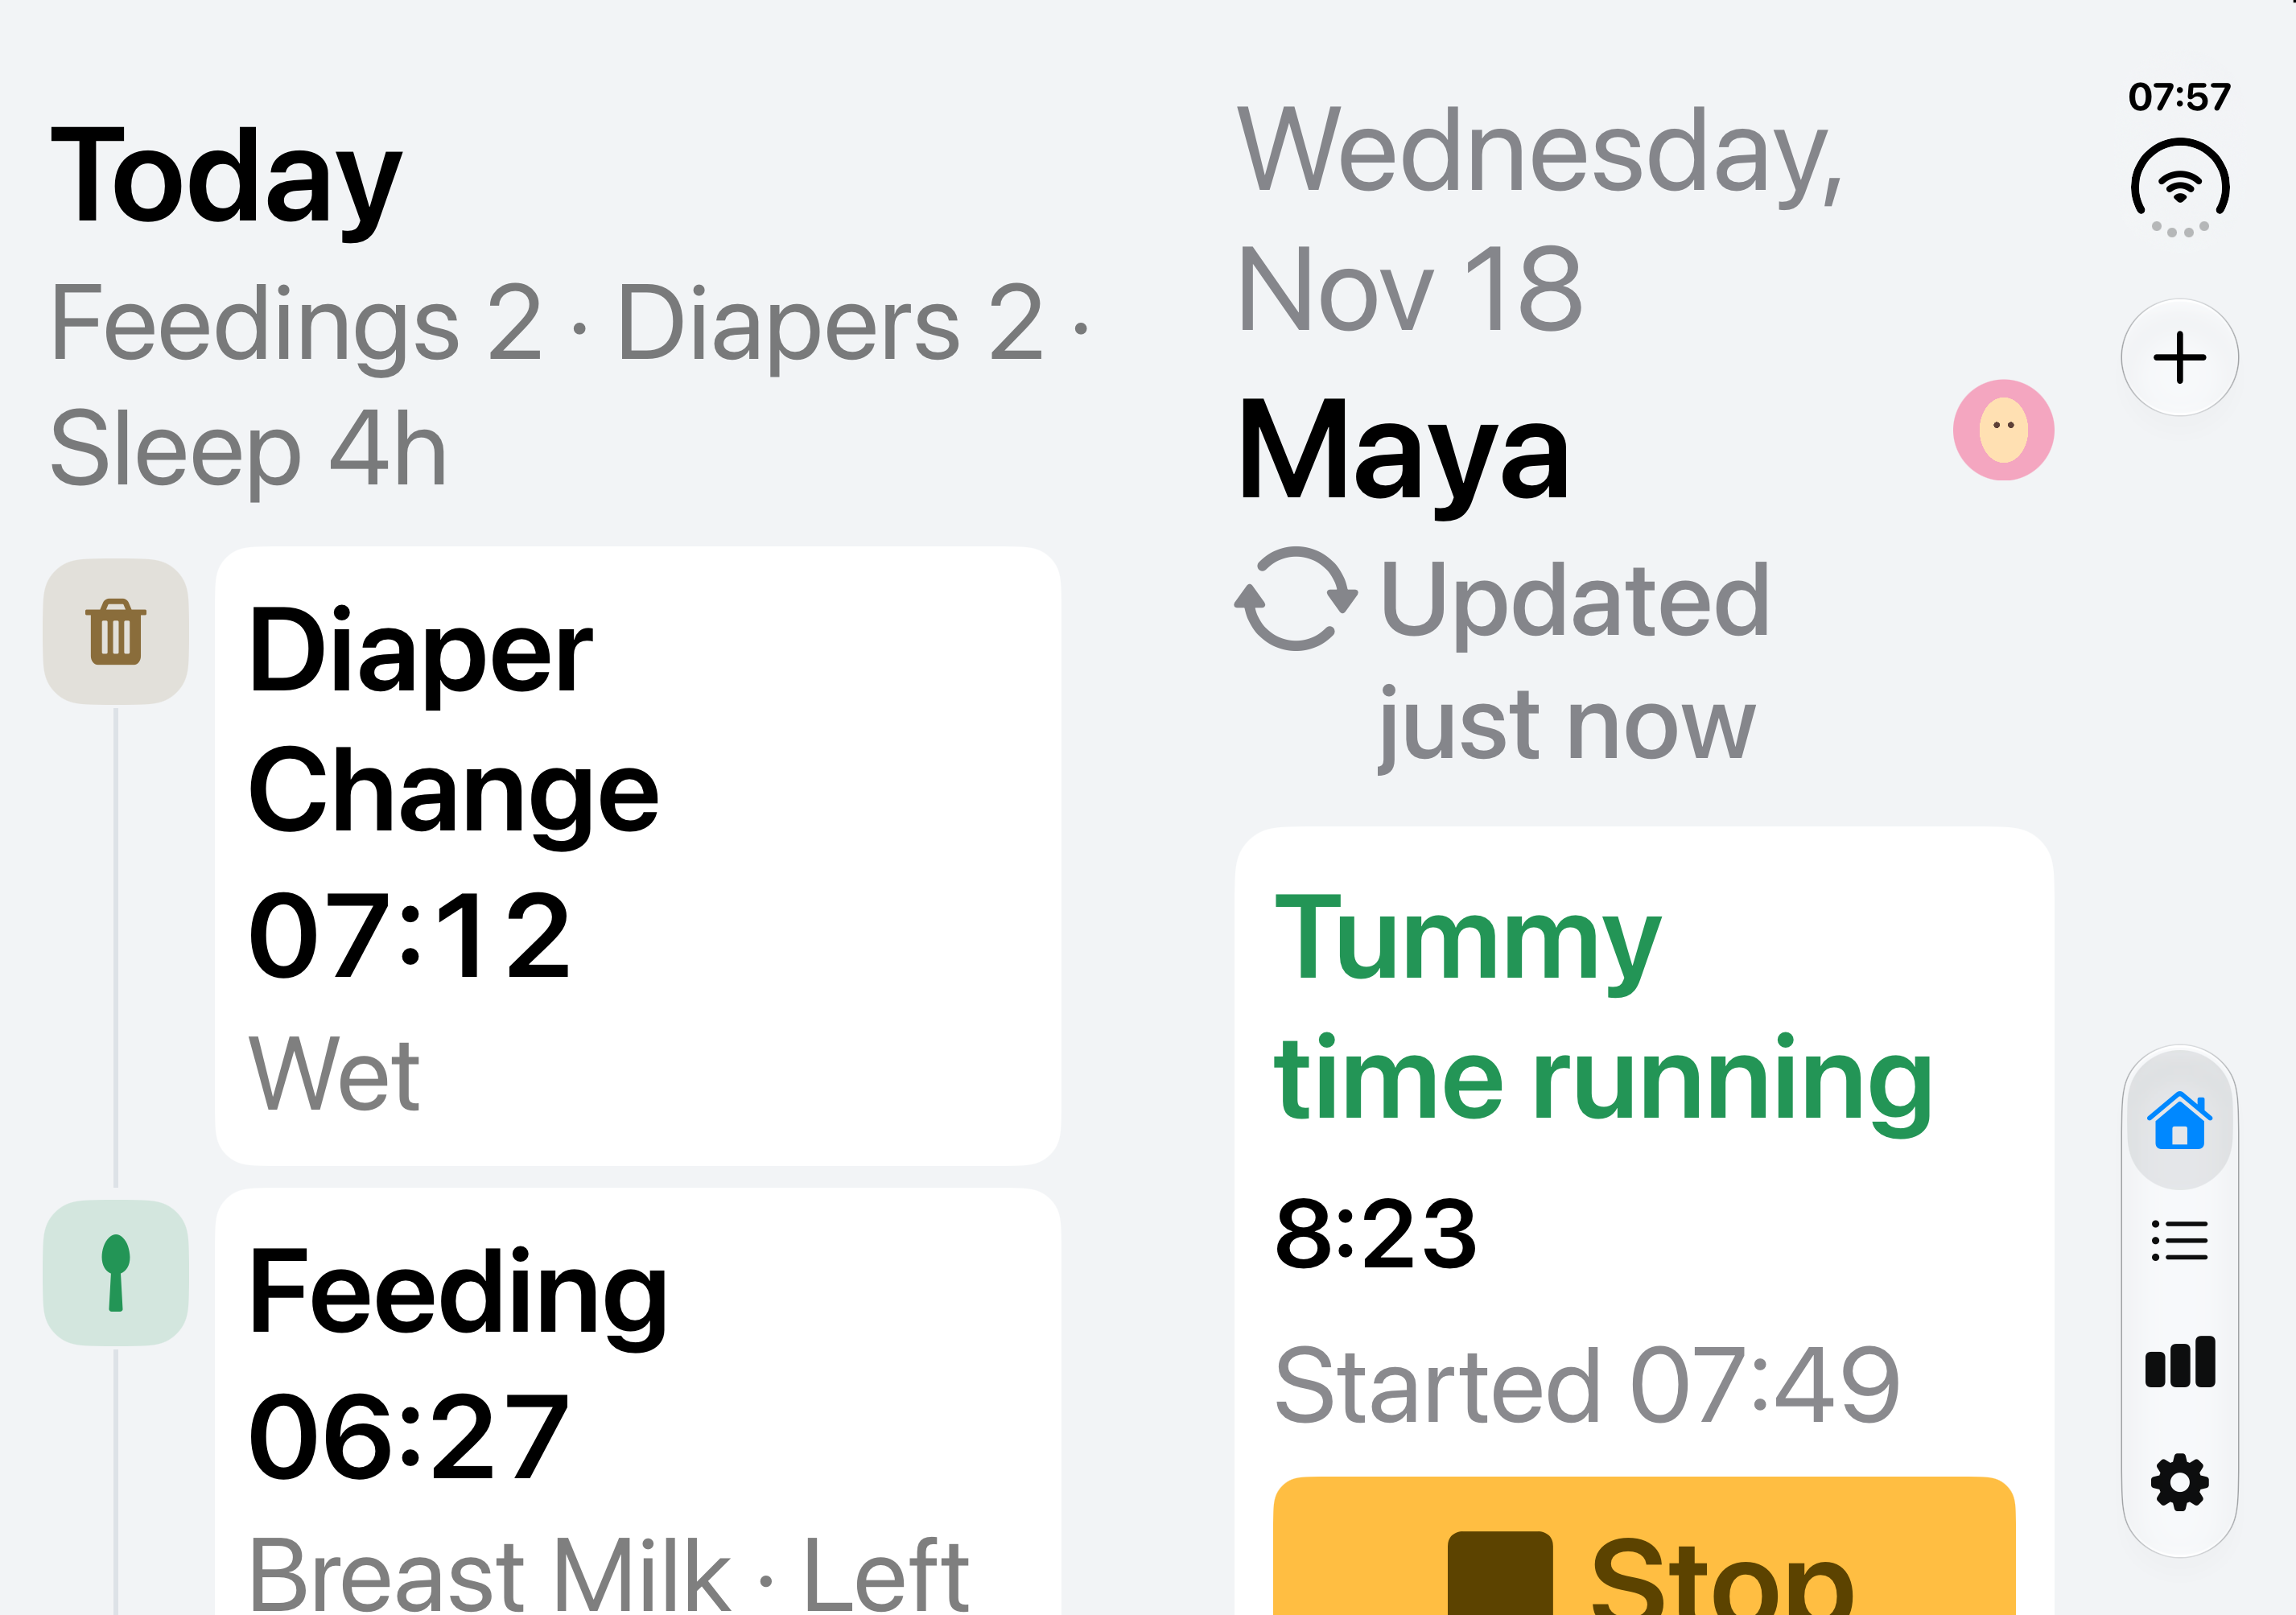 Today
Feedings 2 · Diapers 2 ·
Sleep 4h
Diaper
Change
07:12
Wet
Feeding
06:27
Breast Milk · Left
Wednesday,
Nov 18
Maya
Updated
just now
Tummy
time running
8:23
Started 07:49
Stop
07:57